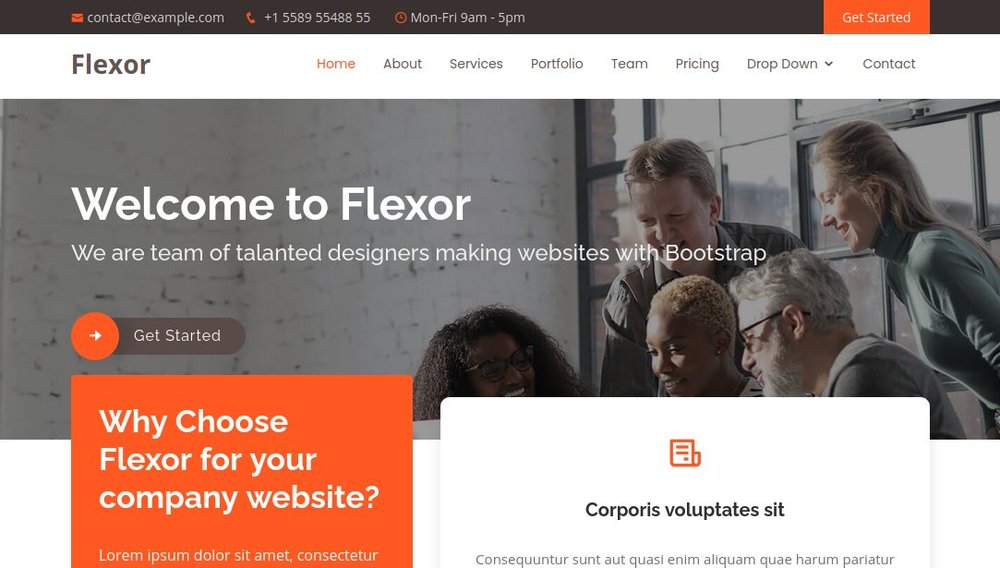 contact@example.com +1 5589 55488 55 Mon-Fri 9am - 5pm Get Started
Flexor Home About Services Portfolio Team Pricing Drop Down Contact
Welcome to Flexor
We are team of talanted designers making websites with Bootstrap
Get Started
Why Choose
Flexor for your
company website?
Lorem ipsum dolor sit amet, consectetur
Corporis voluptates sit
Consequuntur sunt aut quasi enim aliquam quae harum pariatur